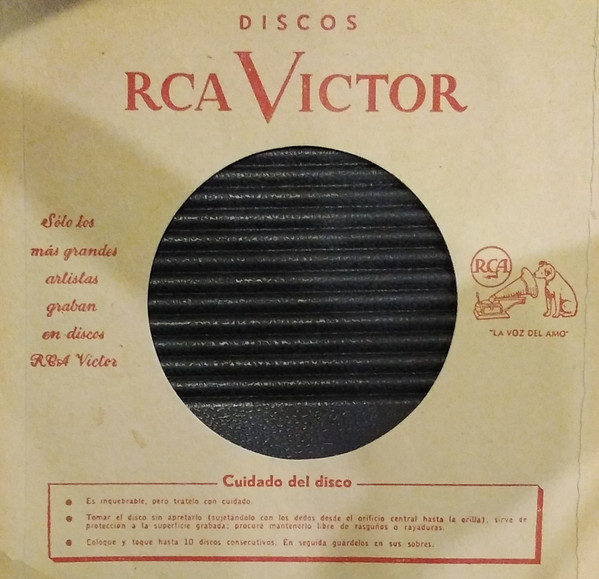 DISCOS
RCA VICTOR
Sólo los
más grandes
artistas
graban
en discos
RCA Victor
RCA
"LA VOZ DEL AMO"
Cuidado del disco
Es inquebrable, pero trátelo con cuidado.
Tomar el disco sin apretarlo (sujetándolo con los dedos desde el orificio central hasta la orilla), sirve de
protección a la superficie grabada; procure mantenerlo libre de rasguños o rayaduras.
Coloque y toque hasta 10 discos consecutivos. En seguida guárdelos en sus sobres.